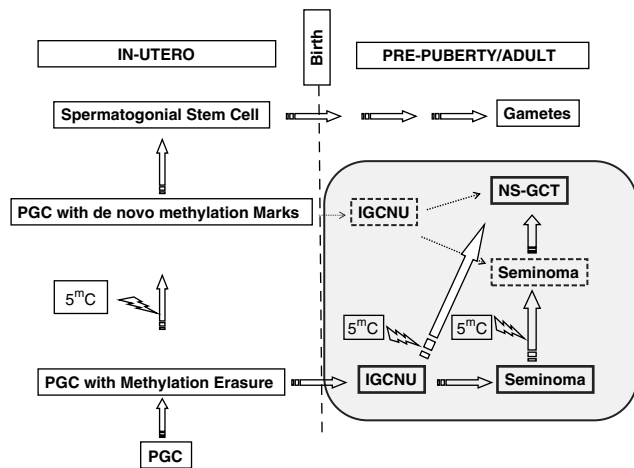 IN-UTERO
Birth
PRE-PUBERTY/ADULT
Spermatogonial Stem Cell
Gametes
NS-GCT
PGC with de novo methylation Marks
IGCNU
Seminoma
5mC
5mC
5mC
PGC with Methylation Erasure
IGCNU
Seminoma
PGC